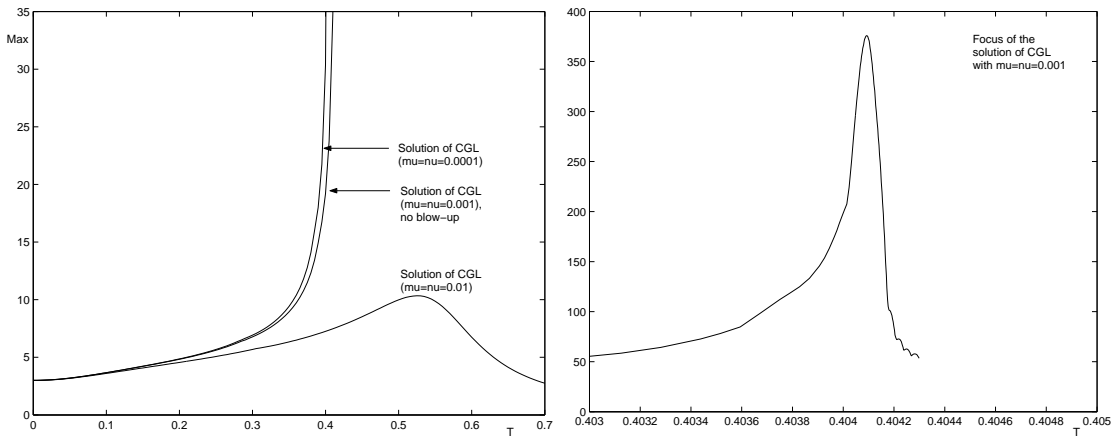 35
Max
30
25
20
15
10
5
0
Solution of CGL
(mu=nu=0.0001)
Solution of CGL
(mu=nu=0.001),
no blow−up
Solution of CGL
(mu=nu=0.01)
0 0.1 0.2 0.3 0.4 0.5 0.6 0.7
T
400
350
300
250
200
150
100
50
0
Focus of the
solution of CGL
with mu=nu=0.001
0.403 0.4032 0.4034 0.4036 0.4038 0.404 0.4042 0.4044 0.4046 0.4048 0.405
T